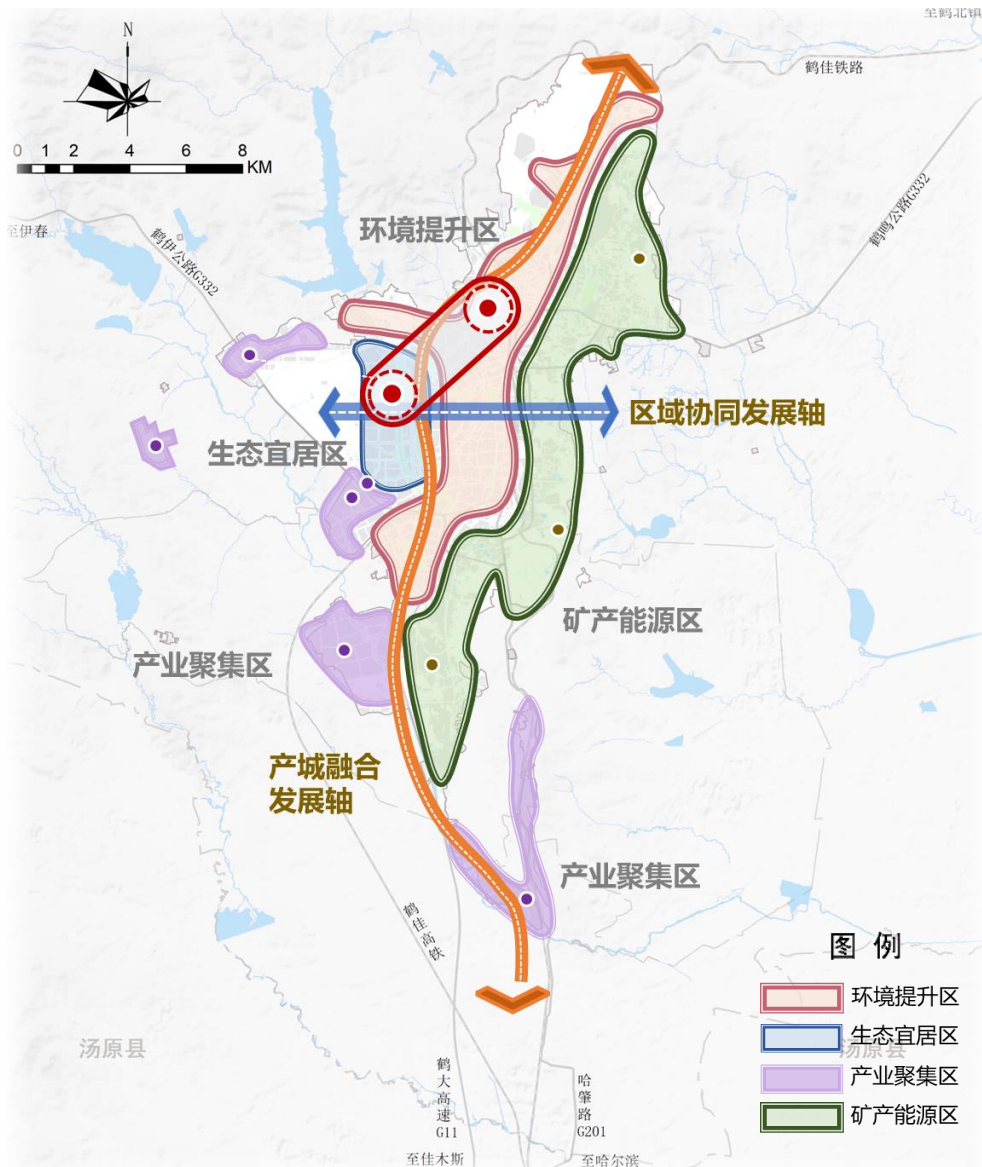 至鹤北镇
N
鹤佳铁路
0 1 2 4 6 8
KM
鹤鸣公路G332
环境提升区
至伊春
鹤伊公路G332
区域协同发展轴
生态宜居区
矿产能源区
产业聚集区
产城融合
发展轴
产业聚集区
鹤佳高铁
图 例
环境提升区
生态宜居区
汤原县
汤原县
产业聚集区
矿产能源区
鹤大高速
G11
哈肇路
G201
至佳木斯
至哈尔滨